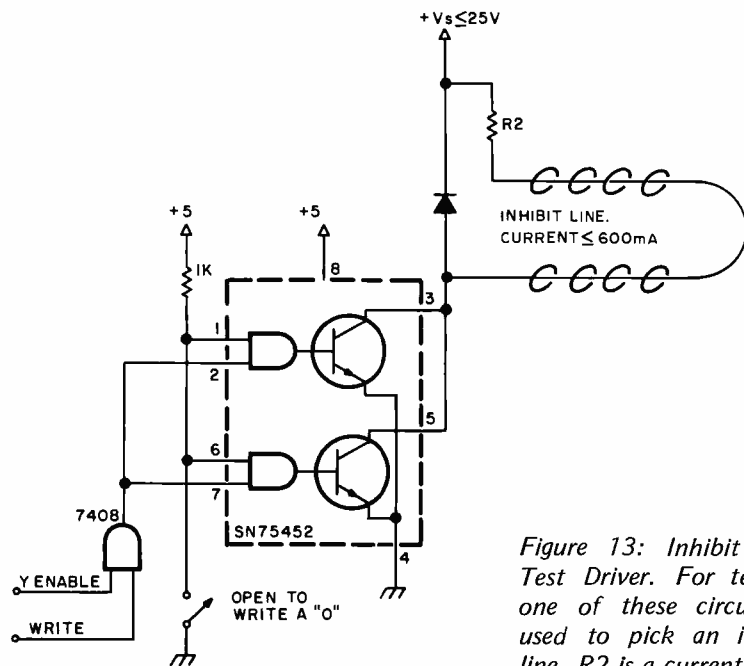 +Vs≤25V
R2
+5
+5
INHIBIT LINE.
CURRENT≤600mA
1K
8
3
1
2
5
6
7
7408
SN75452
4
Y ENABLE
WRITE
OPEN TO
WRITE A "O"
Figure 13: Inhibit
Test Driver. For te
one of these circu
used to pick an i
line. R2 is a current